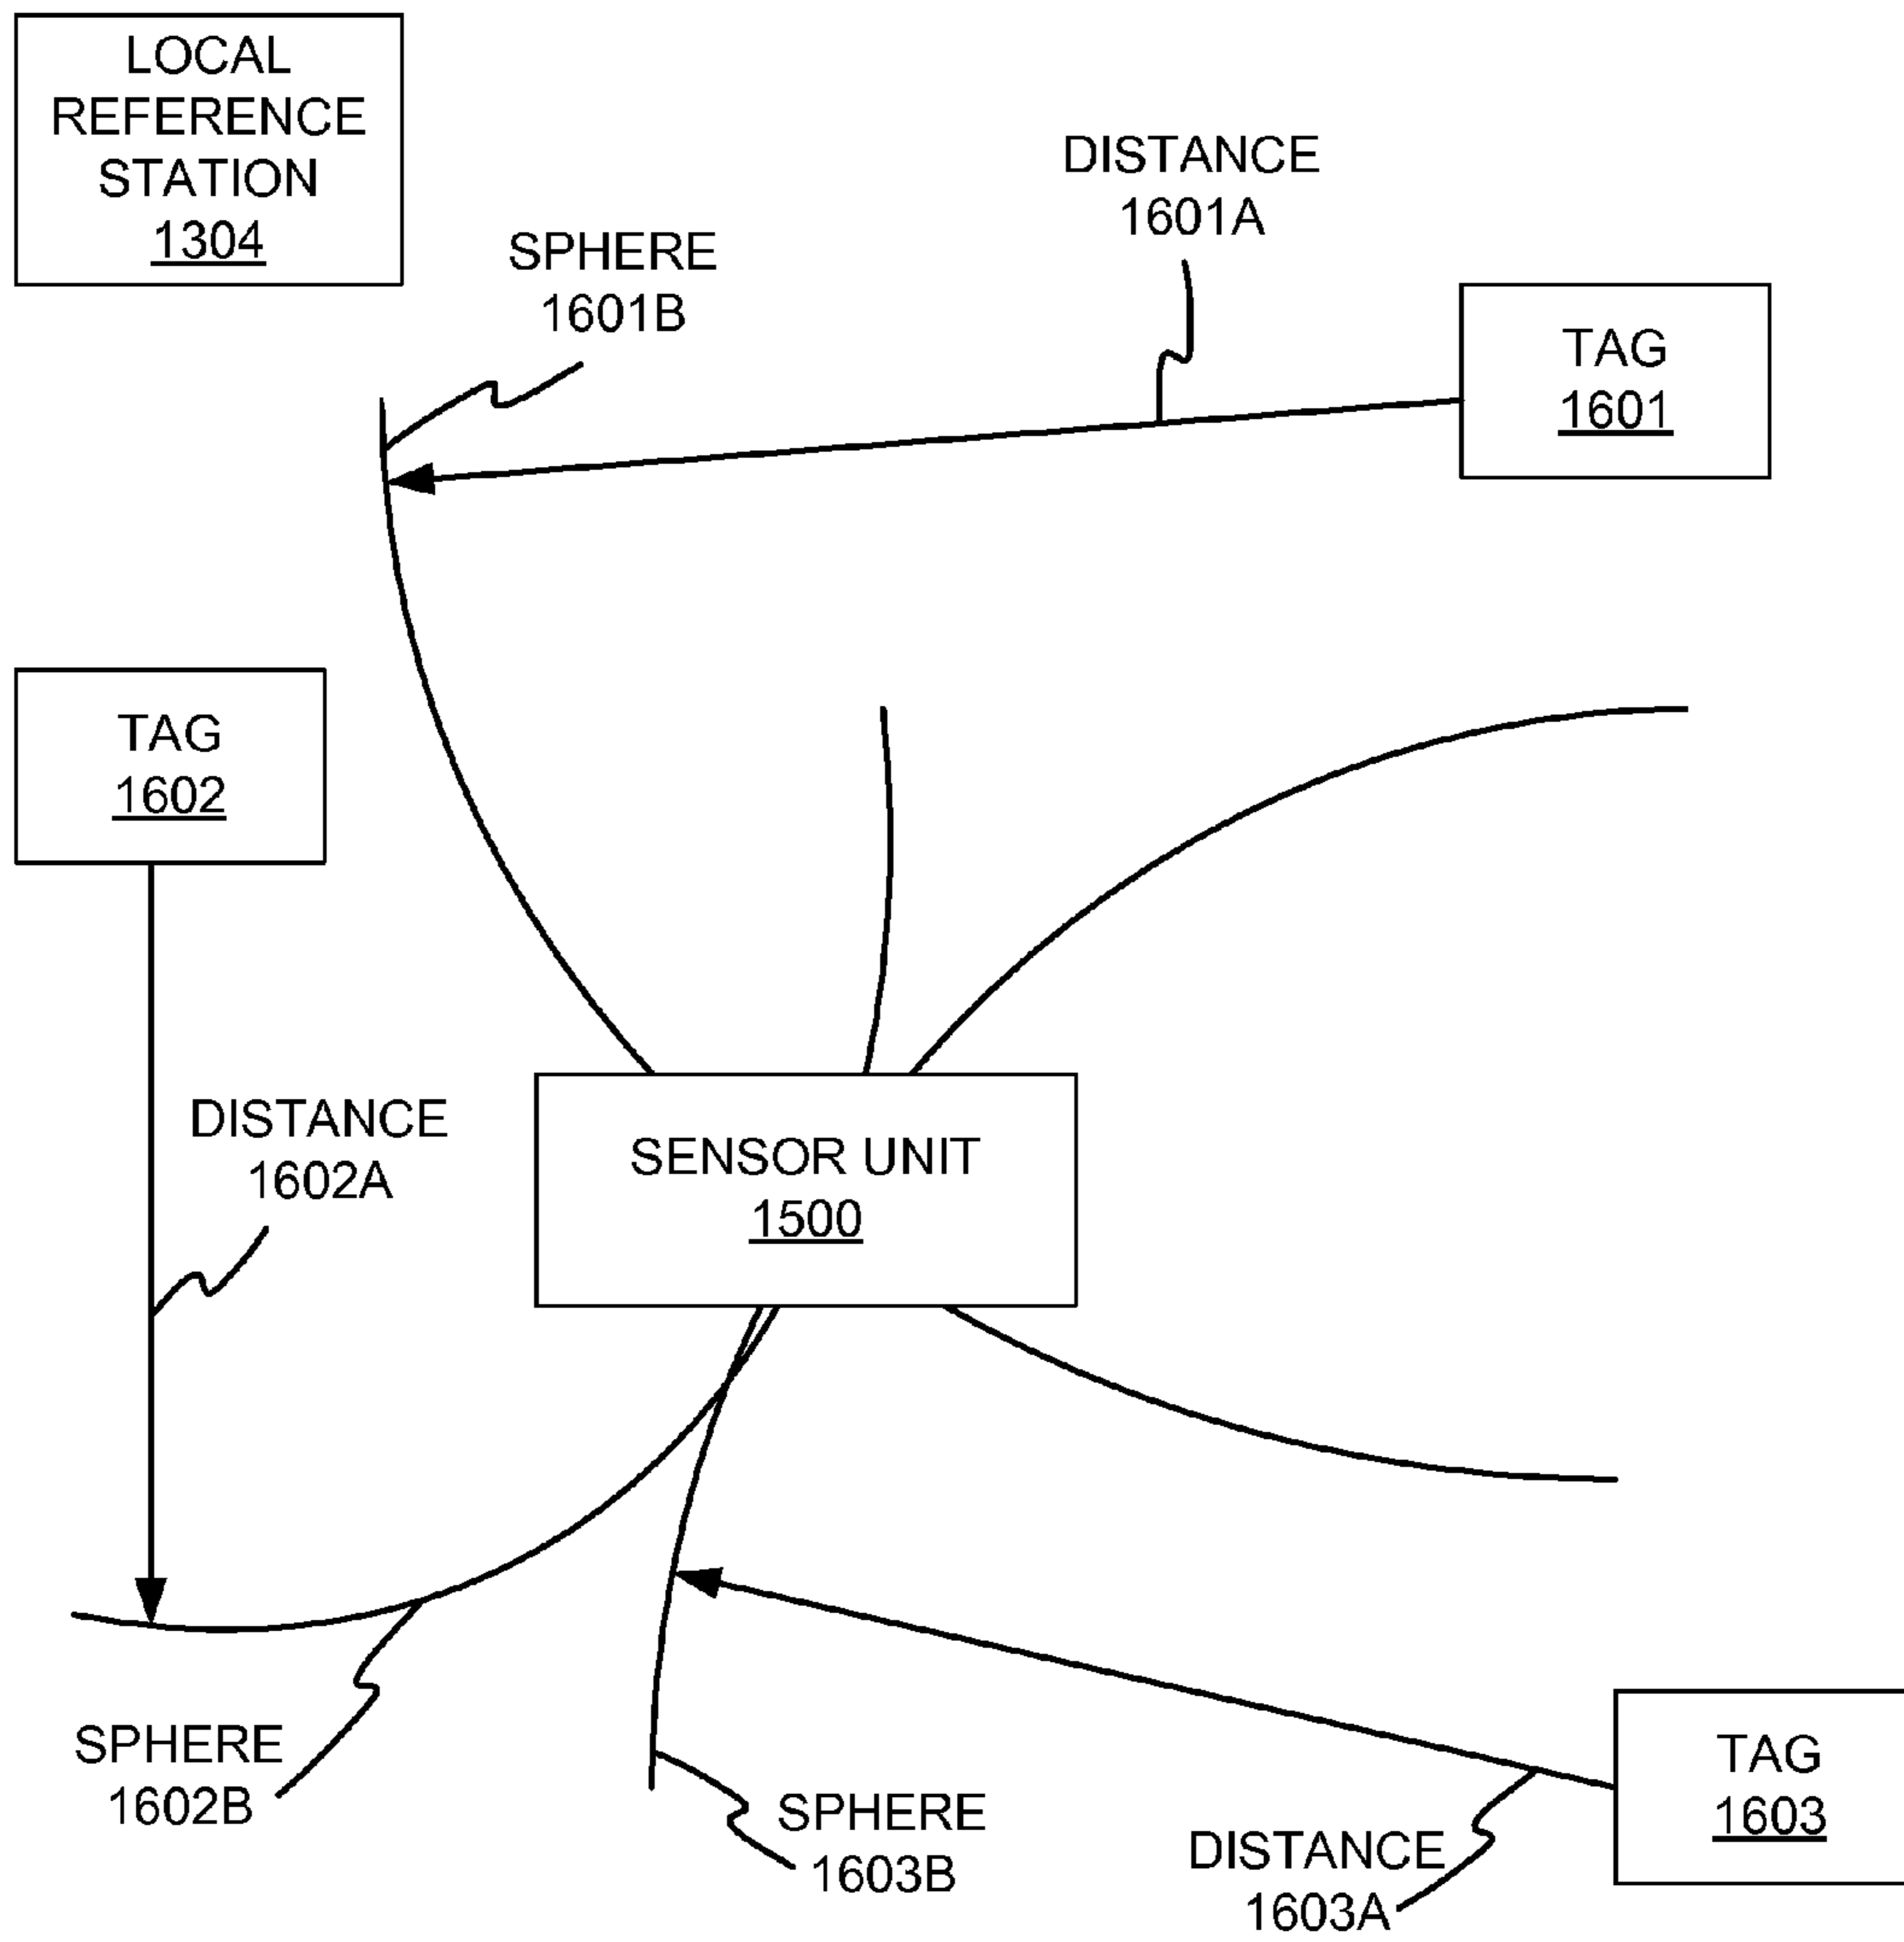 LOCAL
REFERENCE
STATION
1304
DISTANCE
1601A
SPHERE
1601B
TAG
1601
TAG
1602
DISTANCE
1602A
SENSOR UNIT
1500
SPHERE
1602B
SPHERE
1603B
TAG
1603
DISTANCE
1603A